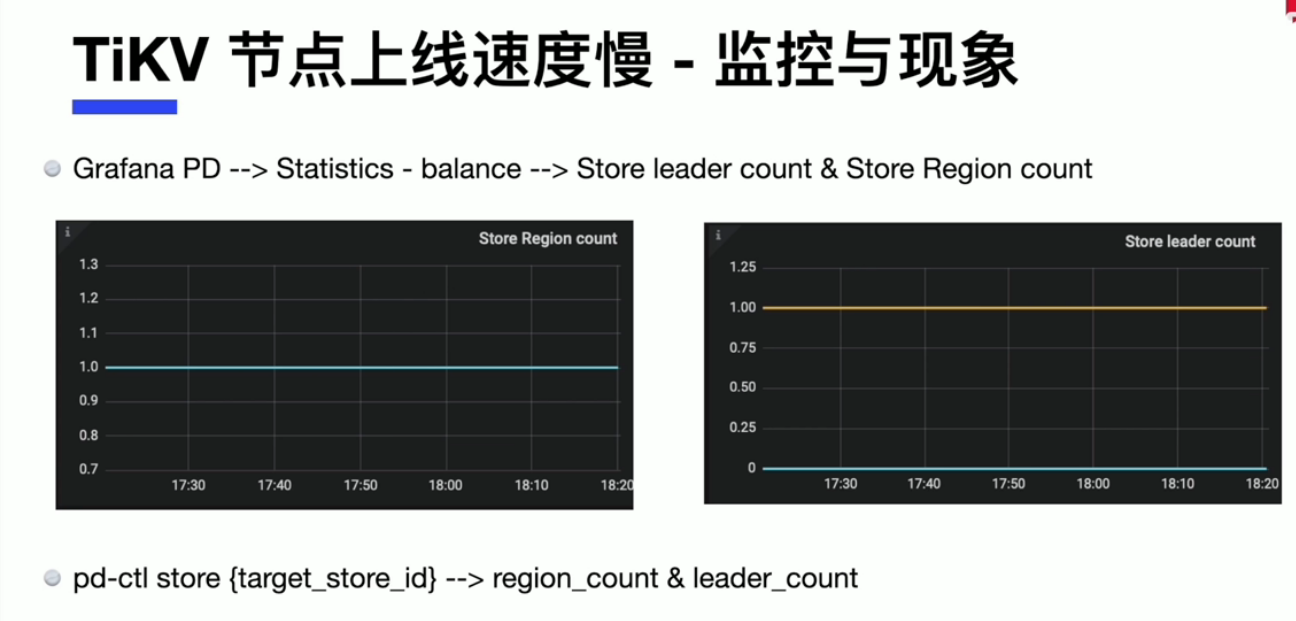 TiKV 节点上线速度慢 - 监控与现象
Grafana PD --> Statistics - balance --> Store leader count & Store Region count
i
Store Region count
1.3
1.2
1.1
1.0
0.9
0.8
0.7
17:30 17:40 17:50 18:00 18:10 18:20
i
Store leader count
1.25
1.00
0.75
0.50
0.25
0
17:30 17:40 17:50 18:00 18:10 18:20
pd-ctl store {target_store_id} --> region_count & leader_count